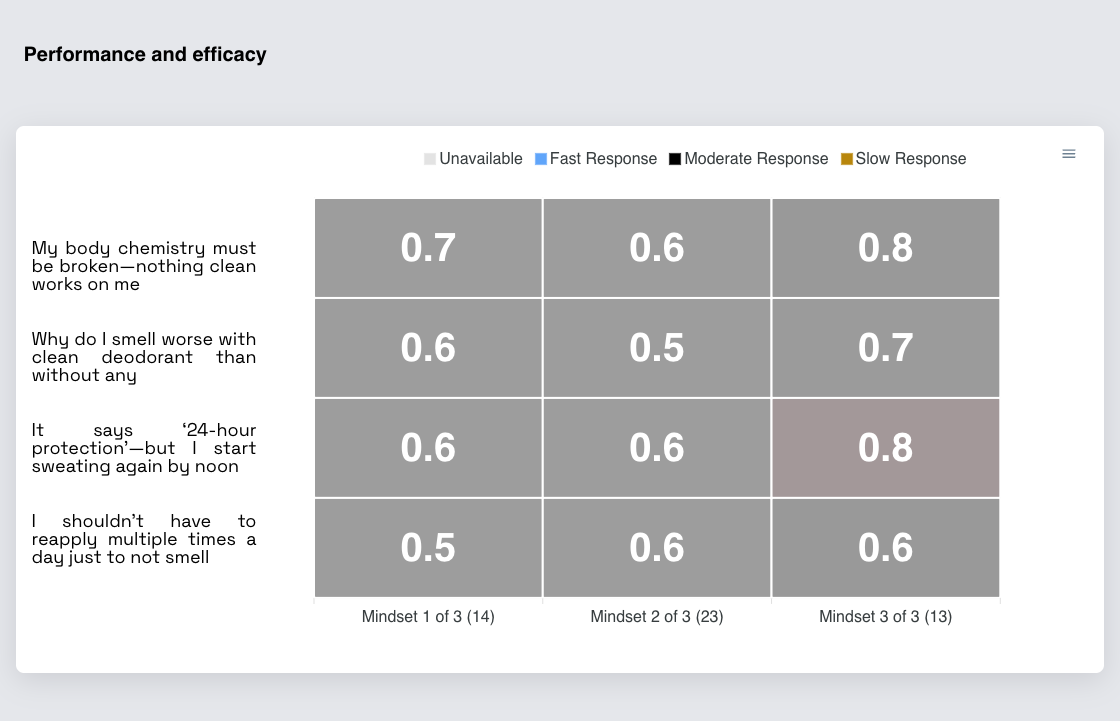 Performance and efficacy
Unavailable Fast Response Moderate Response Slow Response
My body chemistry must
be broken—nothing clean
works on me
0.7 0.6 0.8
Why do I smell worse with
clean deodorant than
without any
0.6 0.5 0.7
It says ‘24-hour
protection’—but I start
sweating again by noon
0.6 0.6 0.8
I shouldn’t have to
reapply multiple times a
day just to not smell
0.5 0.6 0.6
Mindset 1 of 3 (14) Mindset 2 of 3 (23) Mindset 3 of 3 (13)